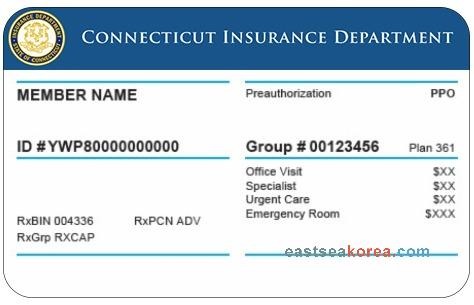 INSURANCE DEPARTMENT
STATE OF CONNECTICUT
CONNECTICUT INSURANCE DEPARTMENT
MEMBER NAME
Preauthorization PPO
ID #YWP80000000000
Group # 00123456 Plan 361
Office Visit $XX
Specialist $XX
Urgent Care $XX
Emergency Room $XXX
RxBIN 004336 RxPCN ADV
RxGrp RXCAP
eastseakorea.com